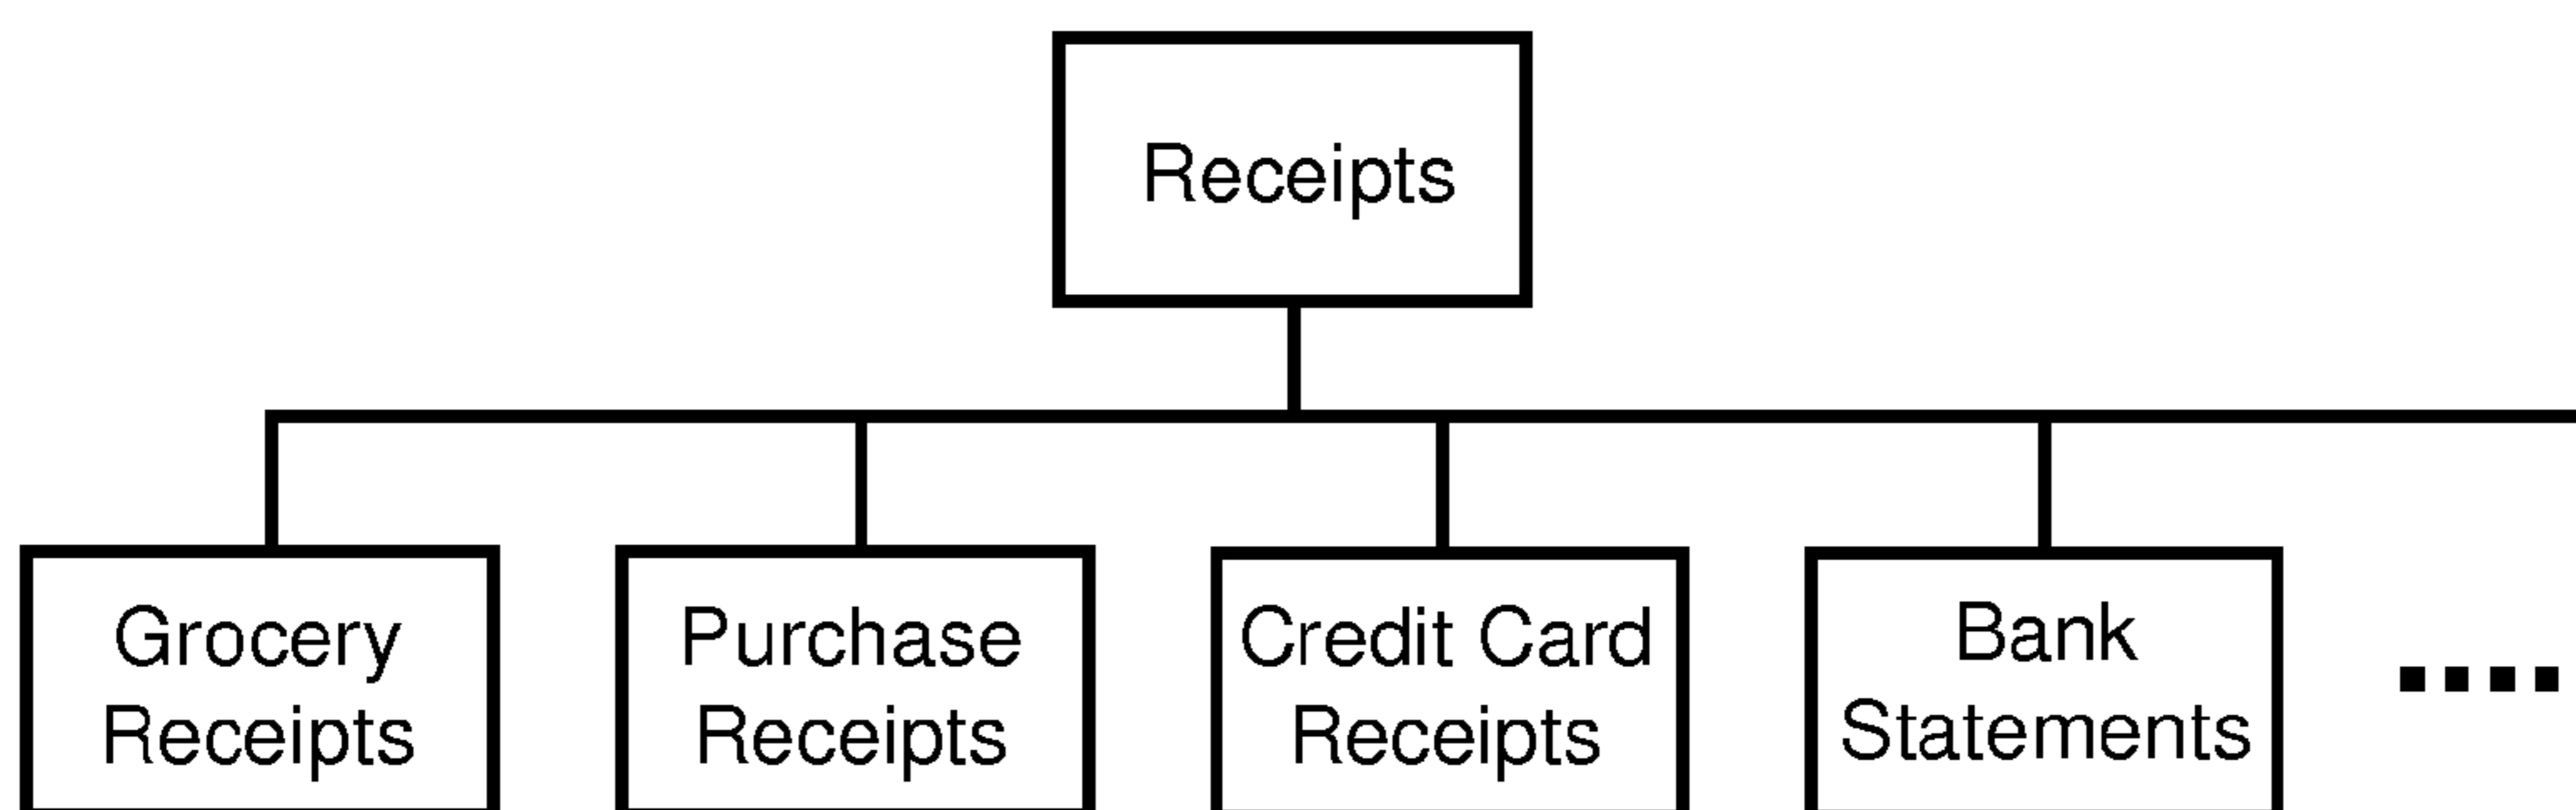 Receipts
Grocery
Receipts
Purchase
Receipts
Credit Card
Receipts
Bank
Statements
....